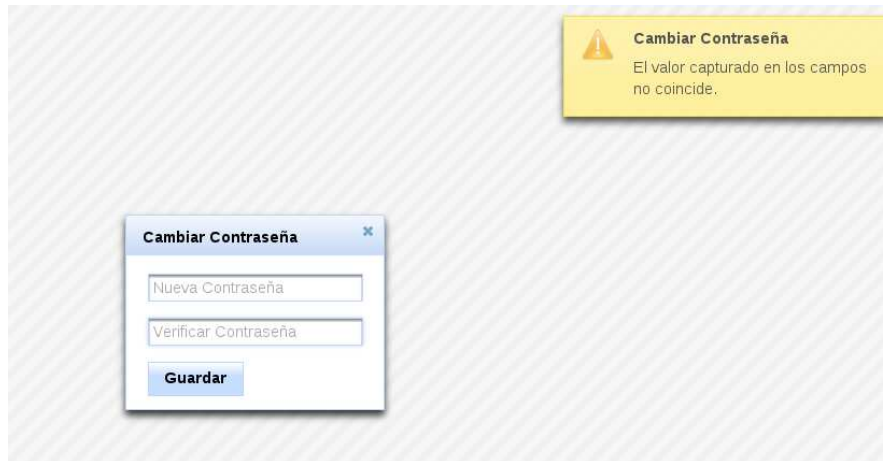 Cambiar Contraseña
El valor capturado en los campos
no coincide.
Cambiar Contraseña
Nueva Contraseña
Verificar Contraseña
Guardar